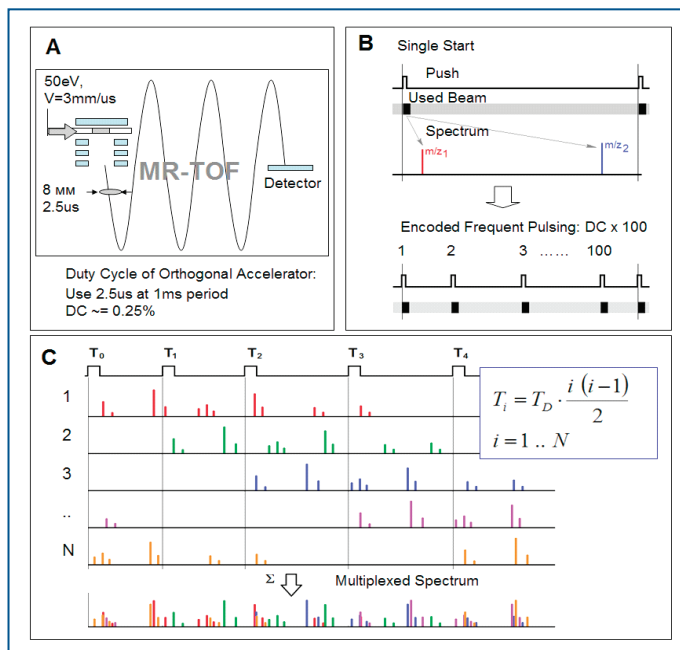 A
50eV,
V=3mm/us
MR-TOF
Detector
8 мм
2.5us
Duty Cycle of Orthogonal Accelerator:
Use 2.5us at 1ms period
DC ~= 0.25%
B
Single Start
Push
Used Beam
Spectrum
m/z₁
m/z₂
Encoded Frequent Pulsing: DC x 100
1 2 3 ...... 100
C
T₀ T₁ T₂ T₃ T₄
1
2
3
..
N
T_i = T_D · i (i−1) / 2
i = 1 .. N
Σ Multiplexed Spectrum